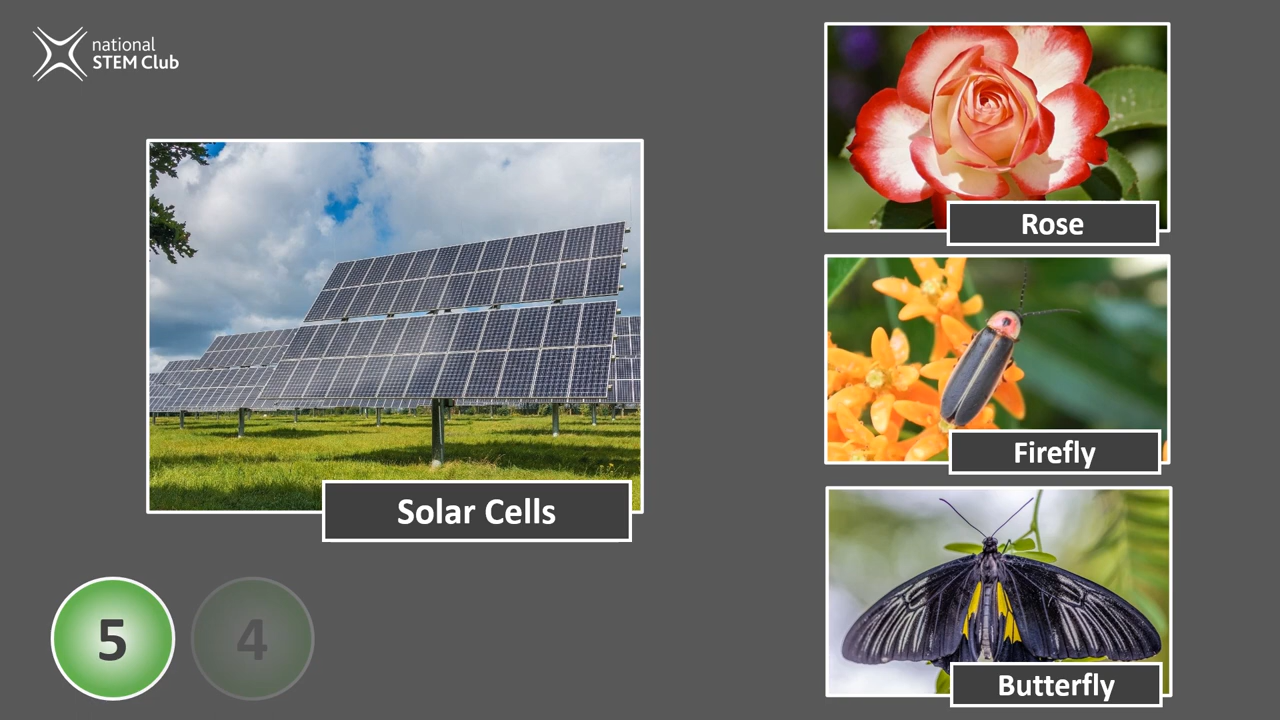 national
STEM Club
Rose
Firefly
Solar Cells
Butterfly
5 4